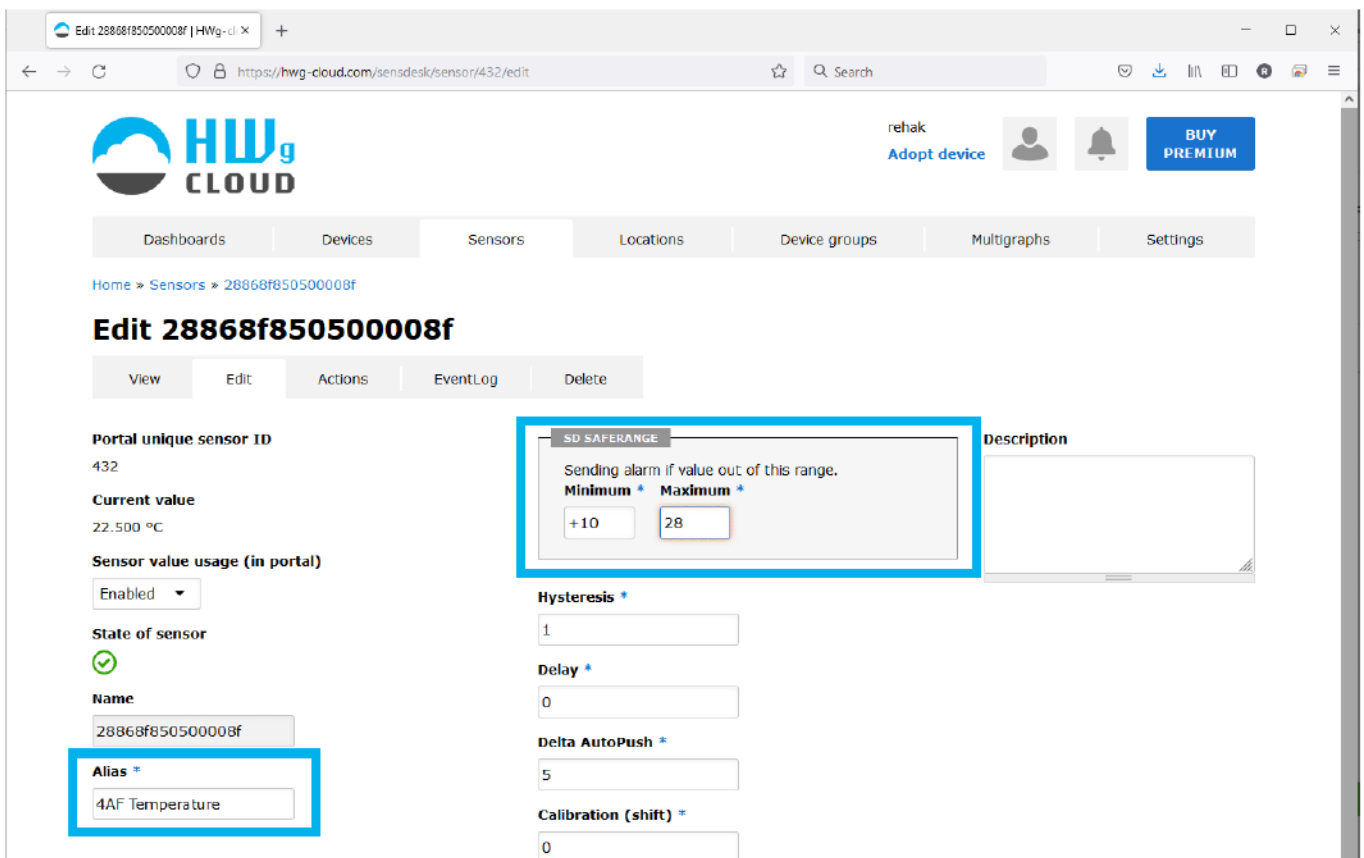 Edit 28868f850500008f | HWg-cl
https://hwg-cloud.com/sensdesk/sensor/432/edit
Search
HWg
CLOUD
rehak
Adopt device
BUY
PREMIUM
Dashboards
Devices
Sensors
Locations
Device groups
Multigraphs
Settings
Home » Sensors » 28868f850500008f
Edit 28868f850500008f
View
Edit
Actions
EventLog
Delete
Portal unique sensor ID
432
Current value
22.500 °C
Sensor value usage (in portal)
Enabled
State of sensor
Name
28868f850500008f
Alias *
4AF Temperature
SD SAFERANGE
Sending alarm if value out of this range.
Minimum * Maximum *
+10 28
Hysteresis *
1
Delay *
0
Delta AutoPush *
5
Calibration (shift) *
0
Description